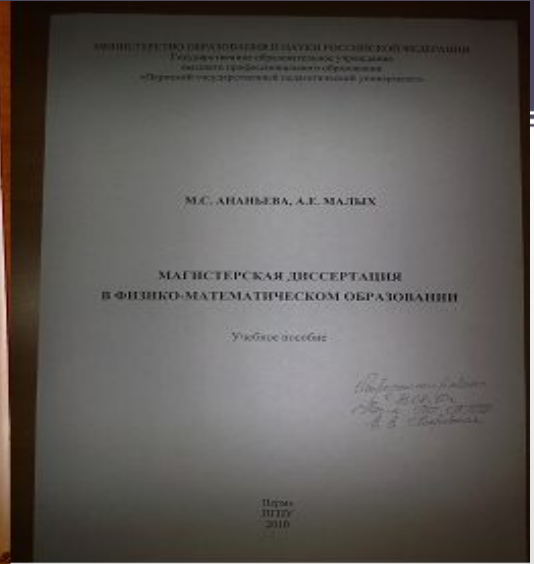 МИНИСТЕРСТВО ОБРАЗОВАНИЯ И НАУКИ РОССИЙСКОЙ ФЕДЕРАЦИИ
Государственное образовательное учреждение
высшего профессионального образования
«Пермский государственный педагогический университет»
М.С. АНАНЬЕВА, А.Е. МАЛЫХ
МАГИСТЕРСКАЯ ДИССЕРТАЦИЯ
В ФИЗИКО-МАТЕМАТИЧЕСКОМ ОБРАЗОВАНИИ
Учебное пособие
Пермь
ПГПУ
2010